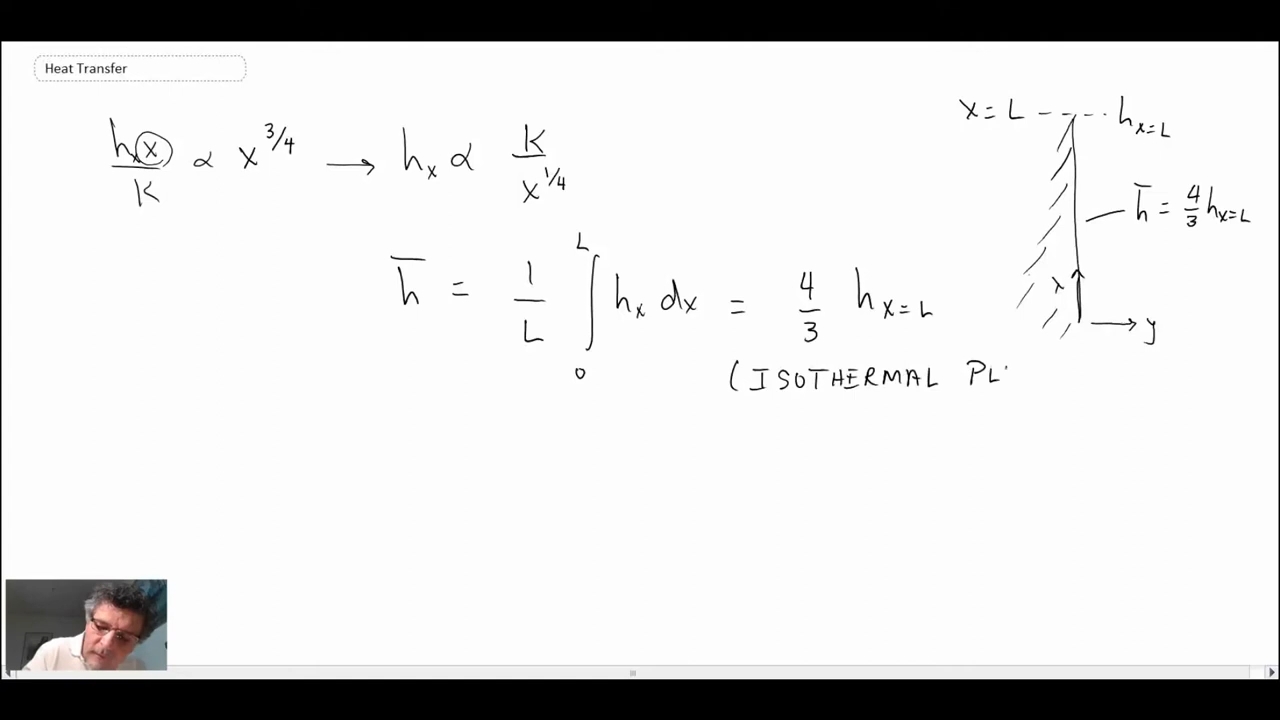 Heat Transfer
h_x x / K ∝ x^{3/4} → h_x ∝ K / x^{1/4}
h̄ = 1/L ∫_0^L h_x dx = 4/3 h_{x=L}
(ISOTHERMAL PL
x = L
h_{x=L}
h̄ = 4/3 h_{x=L}
x
y